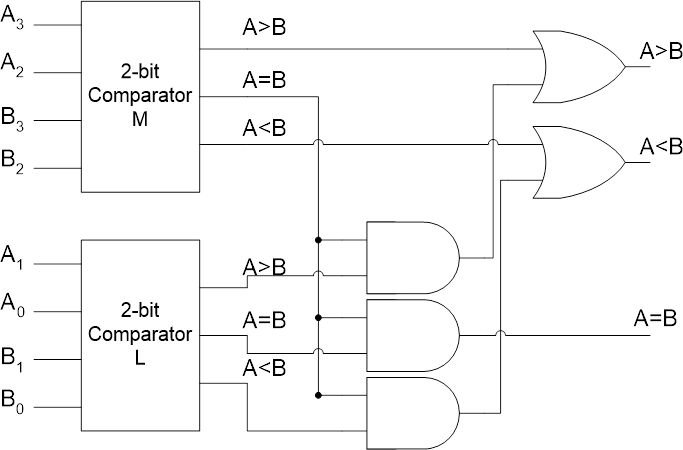 A3
A2
B3
B2
2-bit
Comparator
M
A>B
A=B
A<B
A>B
A<B
A1
A0
B1
B0
2-bit
Comparator
L
A>B
A=B
A<B
A=B